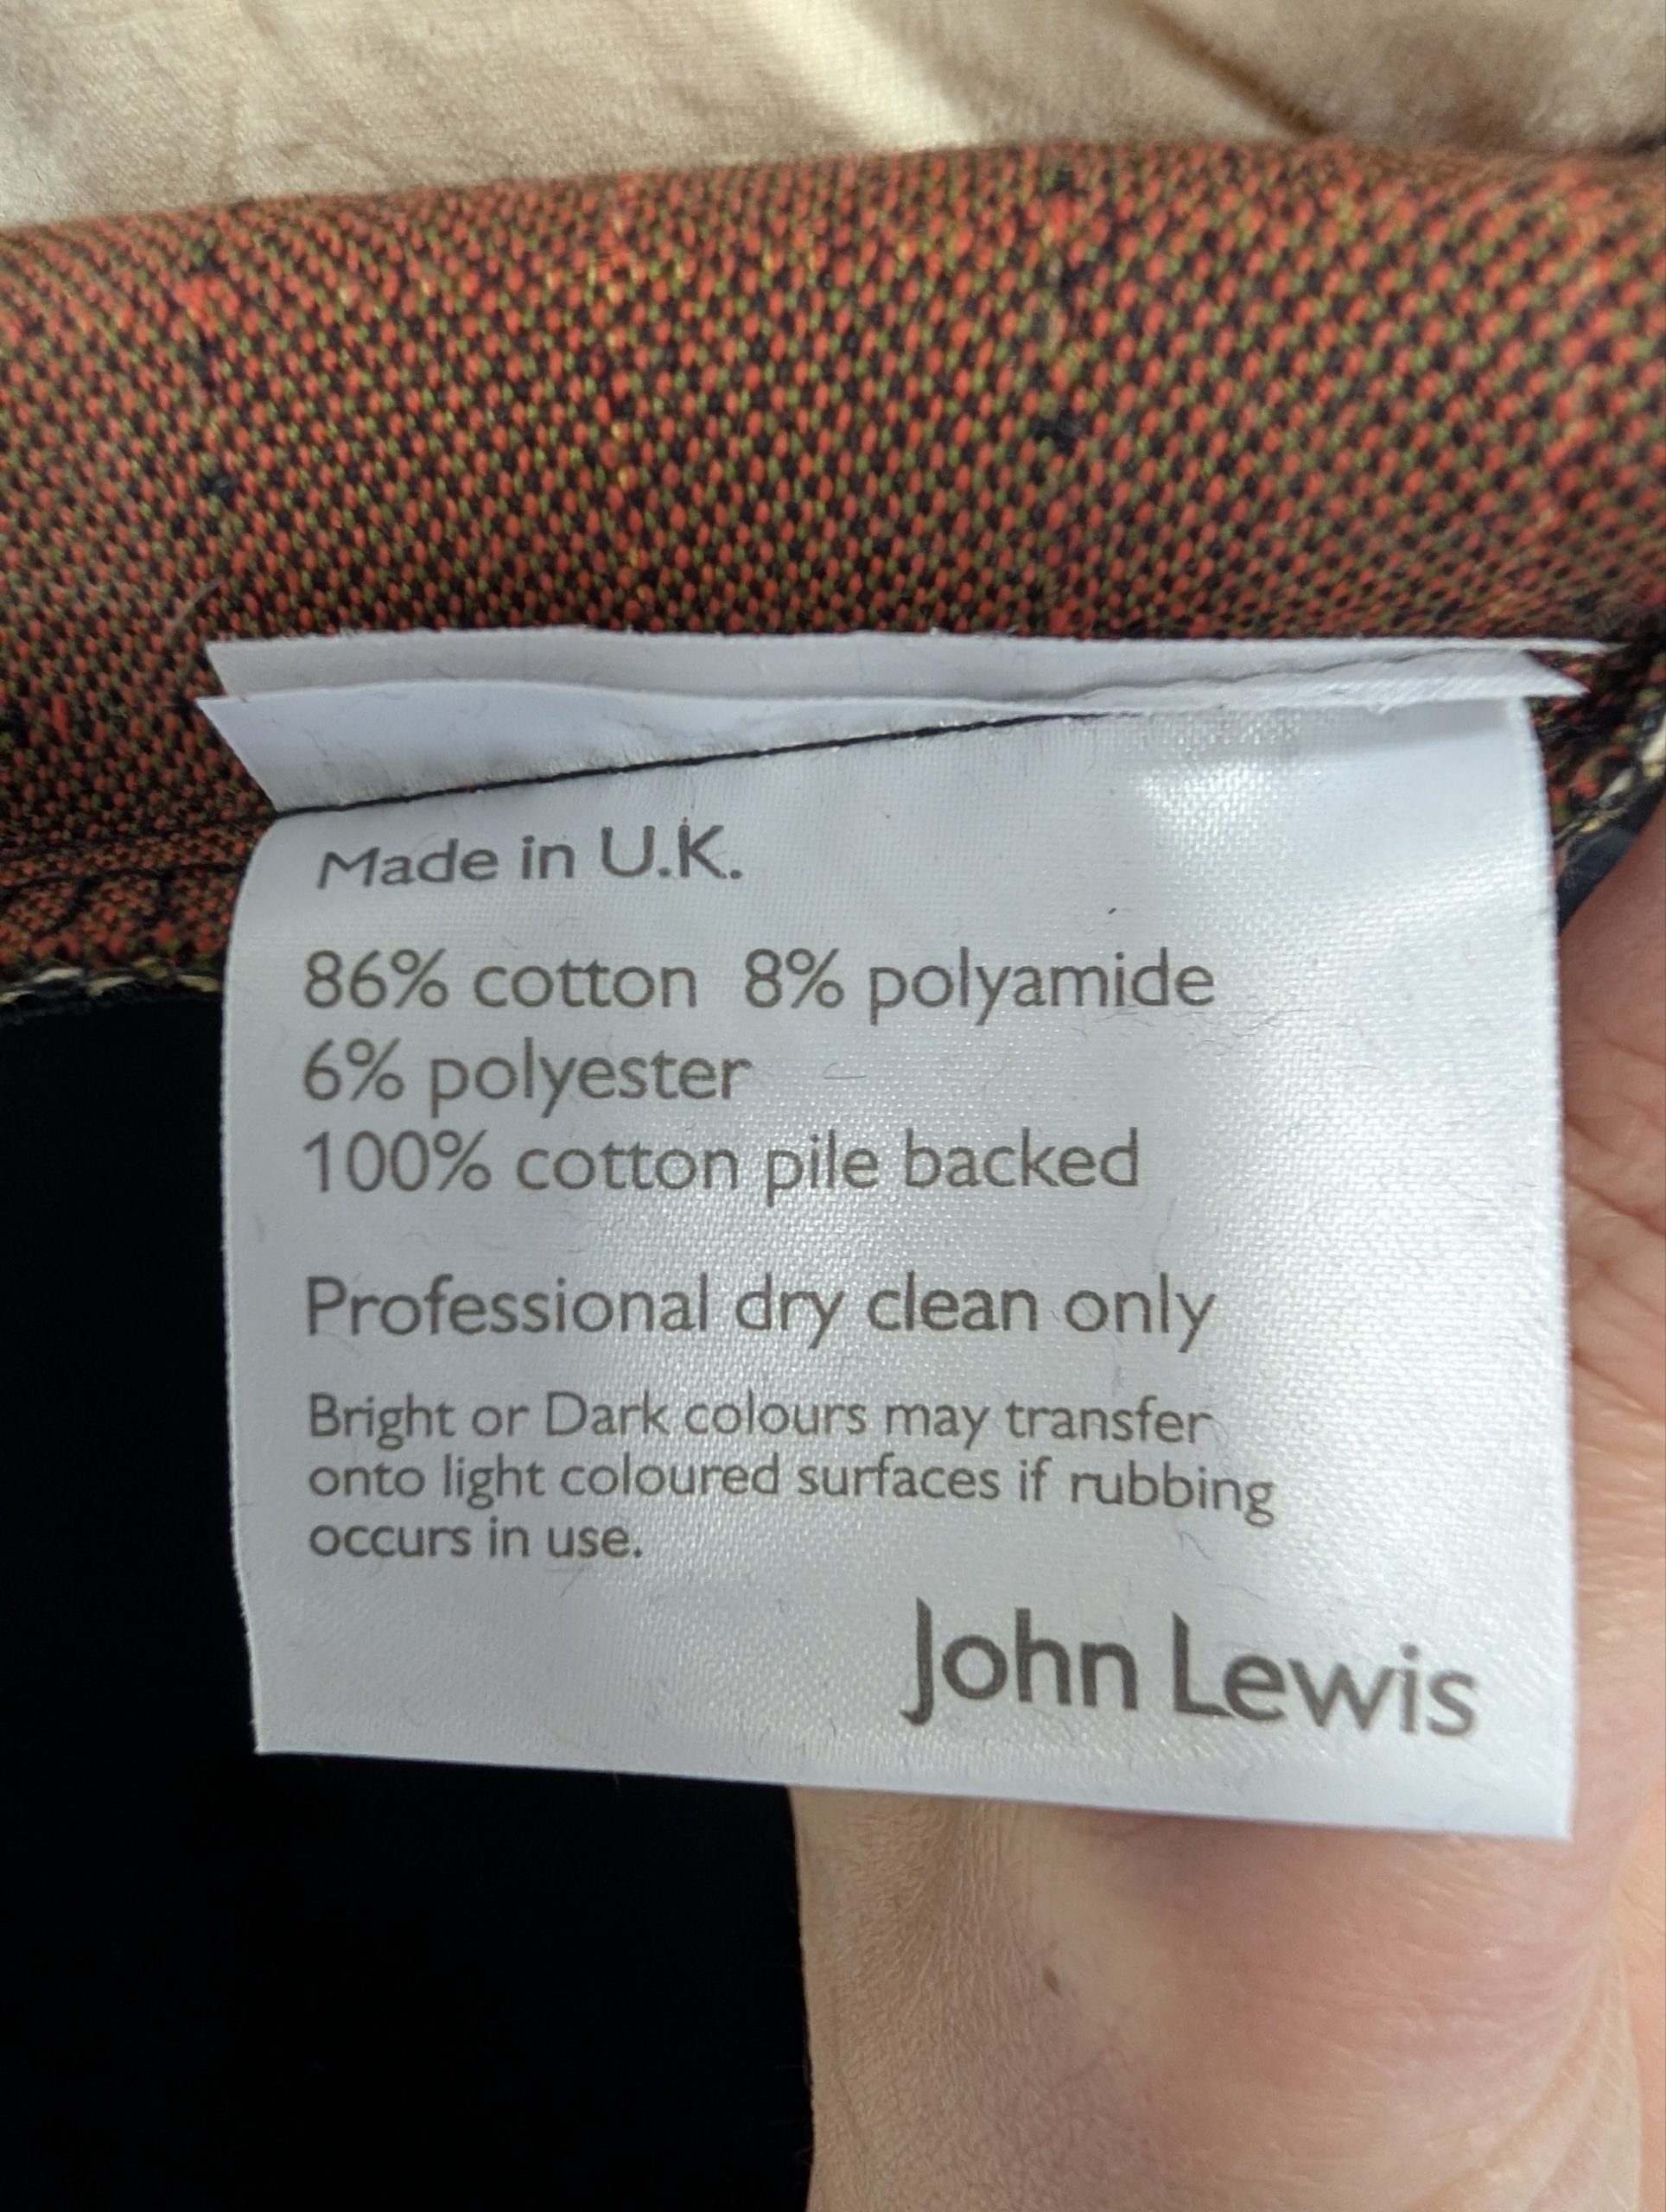 Made in U.K.
86% cotton 8% polyamide
6% polyester
100% cotton pile backed
Professional dry clean only
Bright or Dark colours may transfer
onto light coloured surfaces if rubbing
occurs in use.
John Lewis